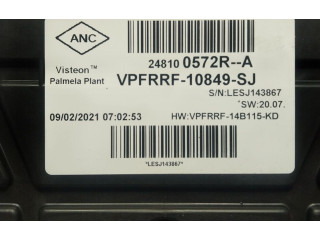 ANC
Visteon™
Palmela Plant
24810 0572R--A
VPFRRF-10849-SJ
S/N:LESJ143867
SW:20.07.
09/02/2021 07:02:53
HW:VPFRRF-14B115-KD
*LESJ143867*